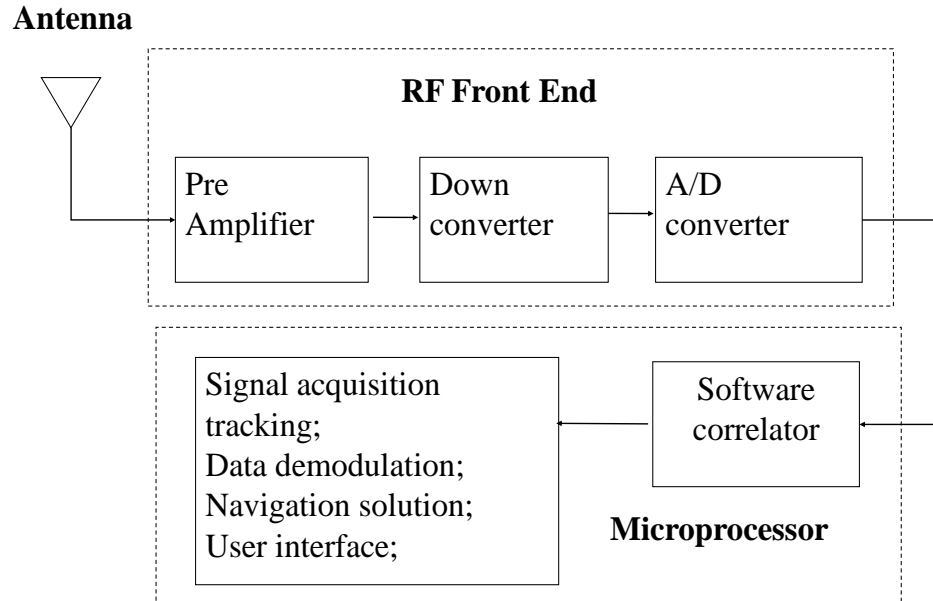 Antenna
RF Front End
Pre
Amplifier
Down
converter
A/D
converter
Signal acquisition
tracking;
Data demodulation;
Navigation solution;
User interface;
Software
correlator
Microprocessor